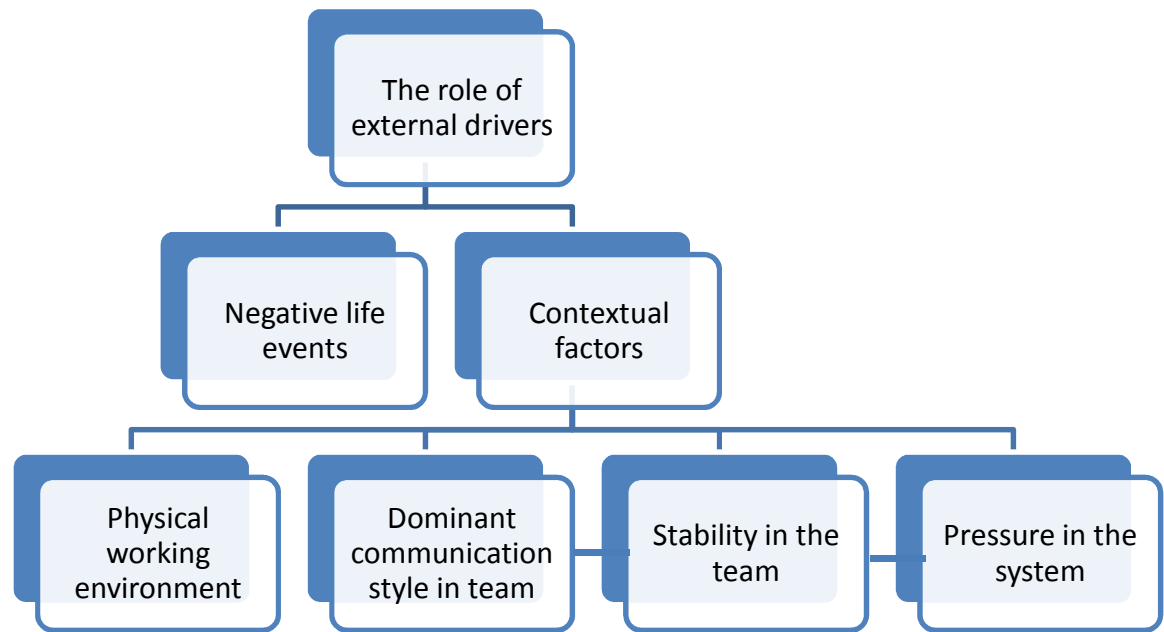 The role of
external drivers
Negative life
events
Contextual
factors
Physical
working
environment
Dominant
communication
style in team
Stability in the
team
Pressure in the
system